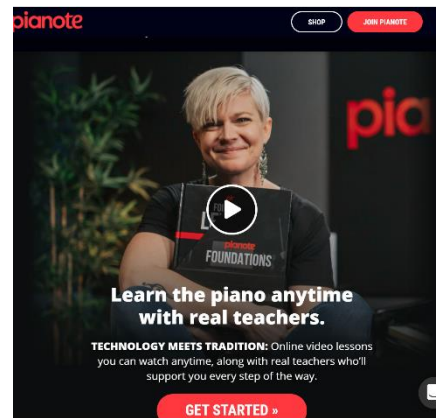 pianote
SHOP
JOIN PIANOTE
pia
FOUNDATIONS
pianote
FOUNDATIONS
Learn the piano anytime
with real teachers.
TECHNOLOGY MEETS TRADITION: Online video lessons
you can watch anytime, along with real teachers who'll
support you every step of the way.
GET STARTED »